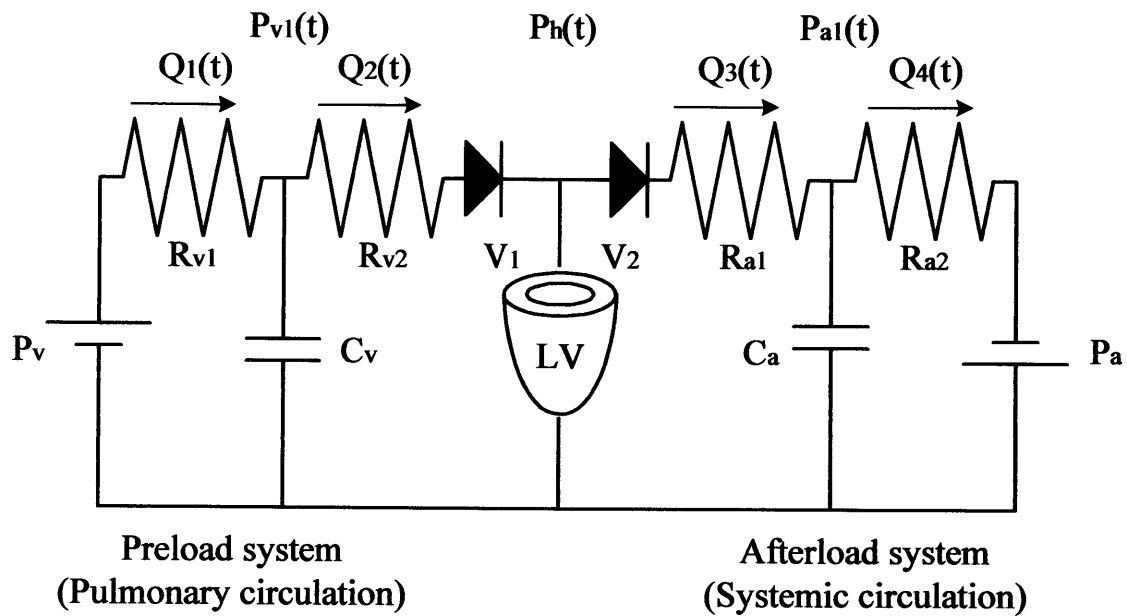 Pv1(t) Ph(t) Pa1(t)
Q1(t) Q2(t) Q3(t) Q4(t)
Rv1 Rv2 V1 V2 Ra1 Ra2
Pv Cv LV Ca Pa
Preload system
(Pulmonary circulation)
Afterload system
(Systemic circulation)